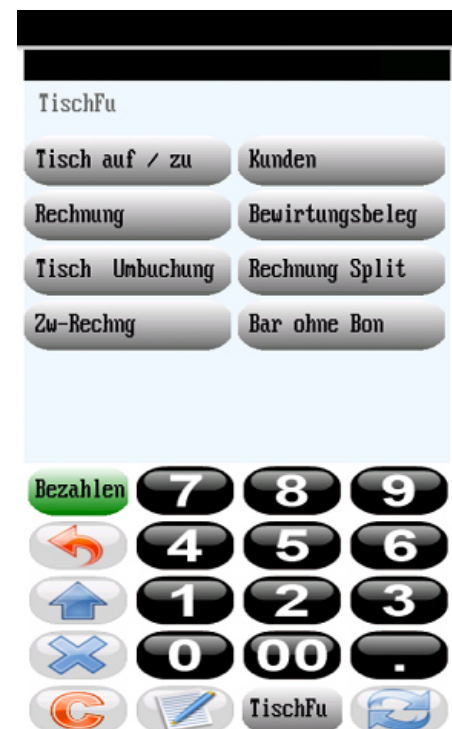 TischFu
Tisch auf / zu Kunden
Rechnung Bewirtungsbeleg
Tisch Umbuchung Rechnung Split
Zw-Rechng Bar ohne Bon
Bezahlen 7 8 9
4 5 6
1 2 3
0 00 .
C TischFu